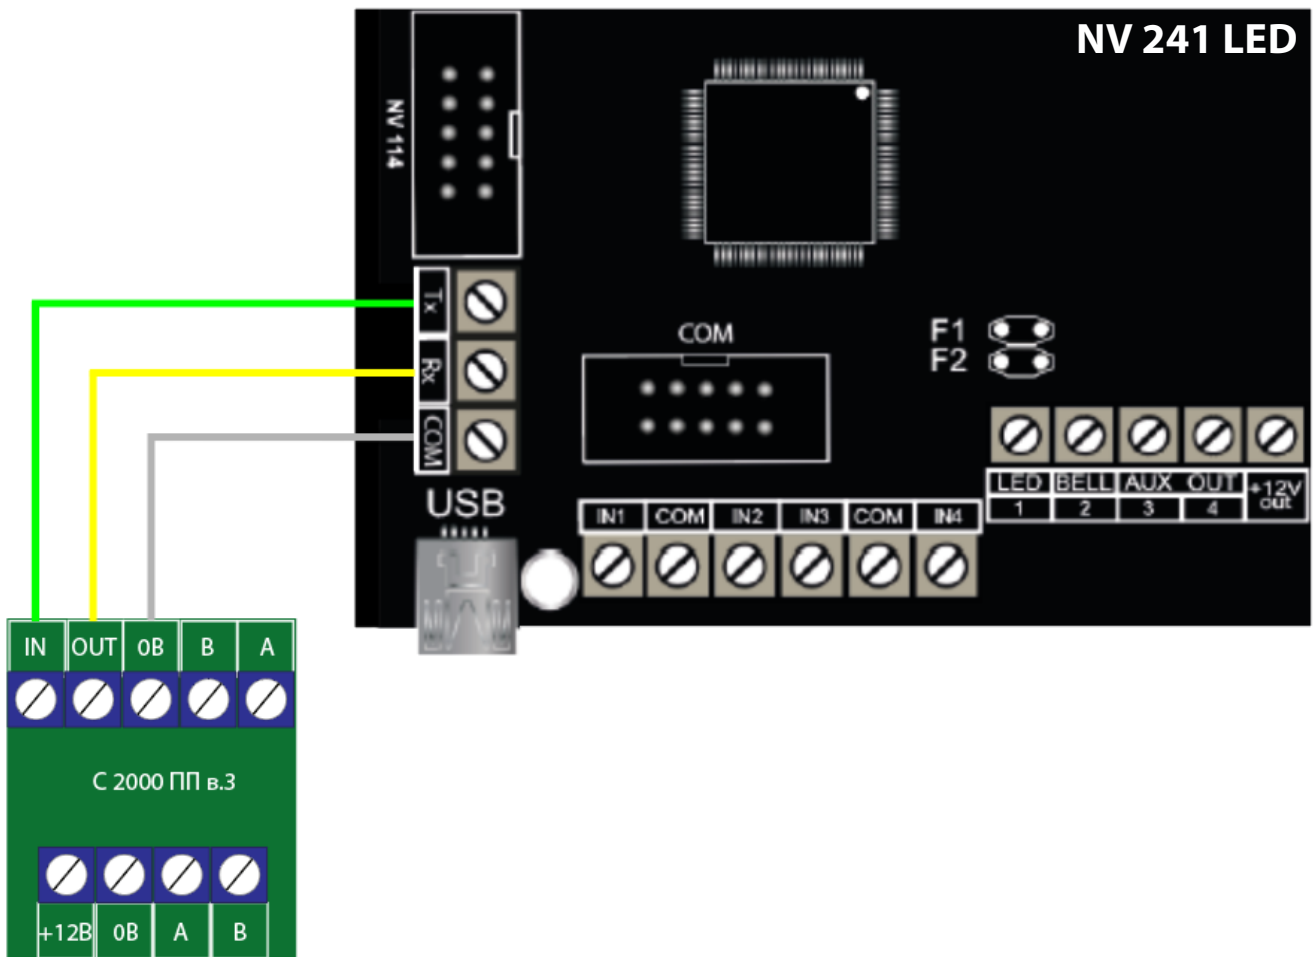 NV 241 LED
NV 114
Tx
Rx
COM
USB
COM
F1
F2
LED BELL AUX OUT +12V out
1 2 3 4
IN1 COM IN2 IN3 COM IN4
IN OUT 0В В А
С 2000 ПП в.3
+12В 0В А В